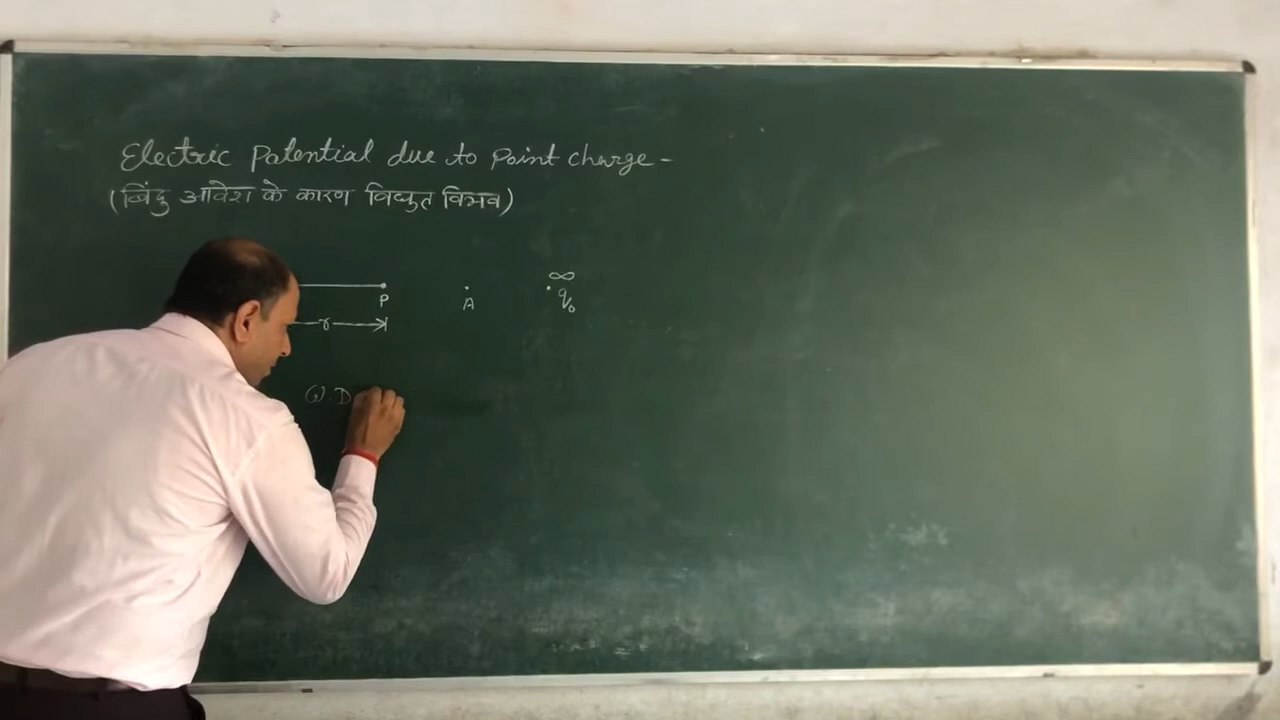 Electric Potential due to Point charge -
(बिंदु आवेश के कारण विद्युत विभव)
∞
P A q₀
r
W.D